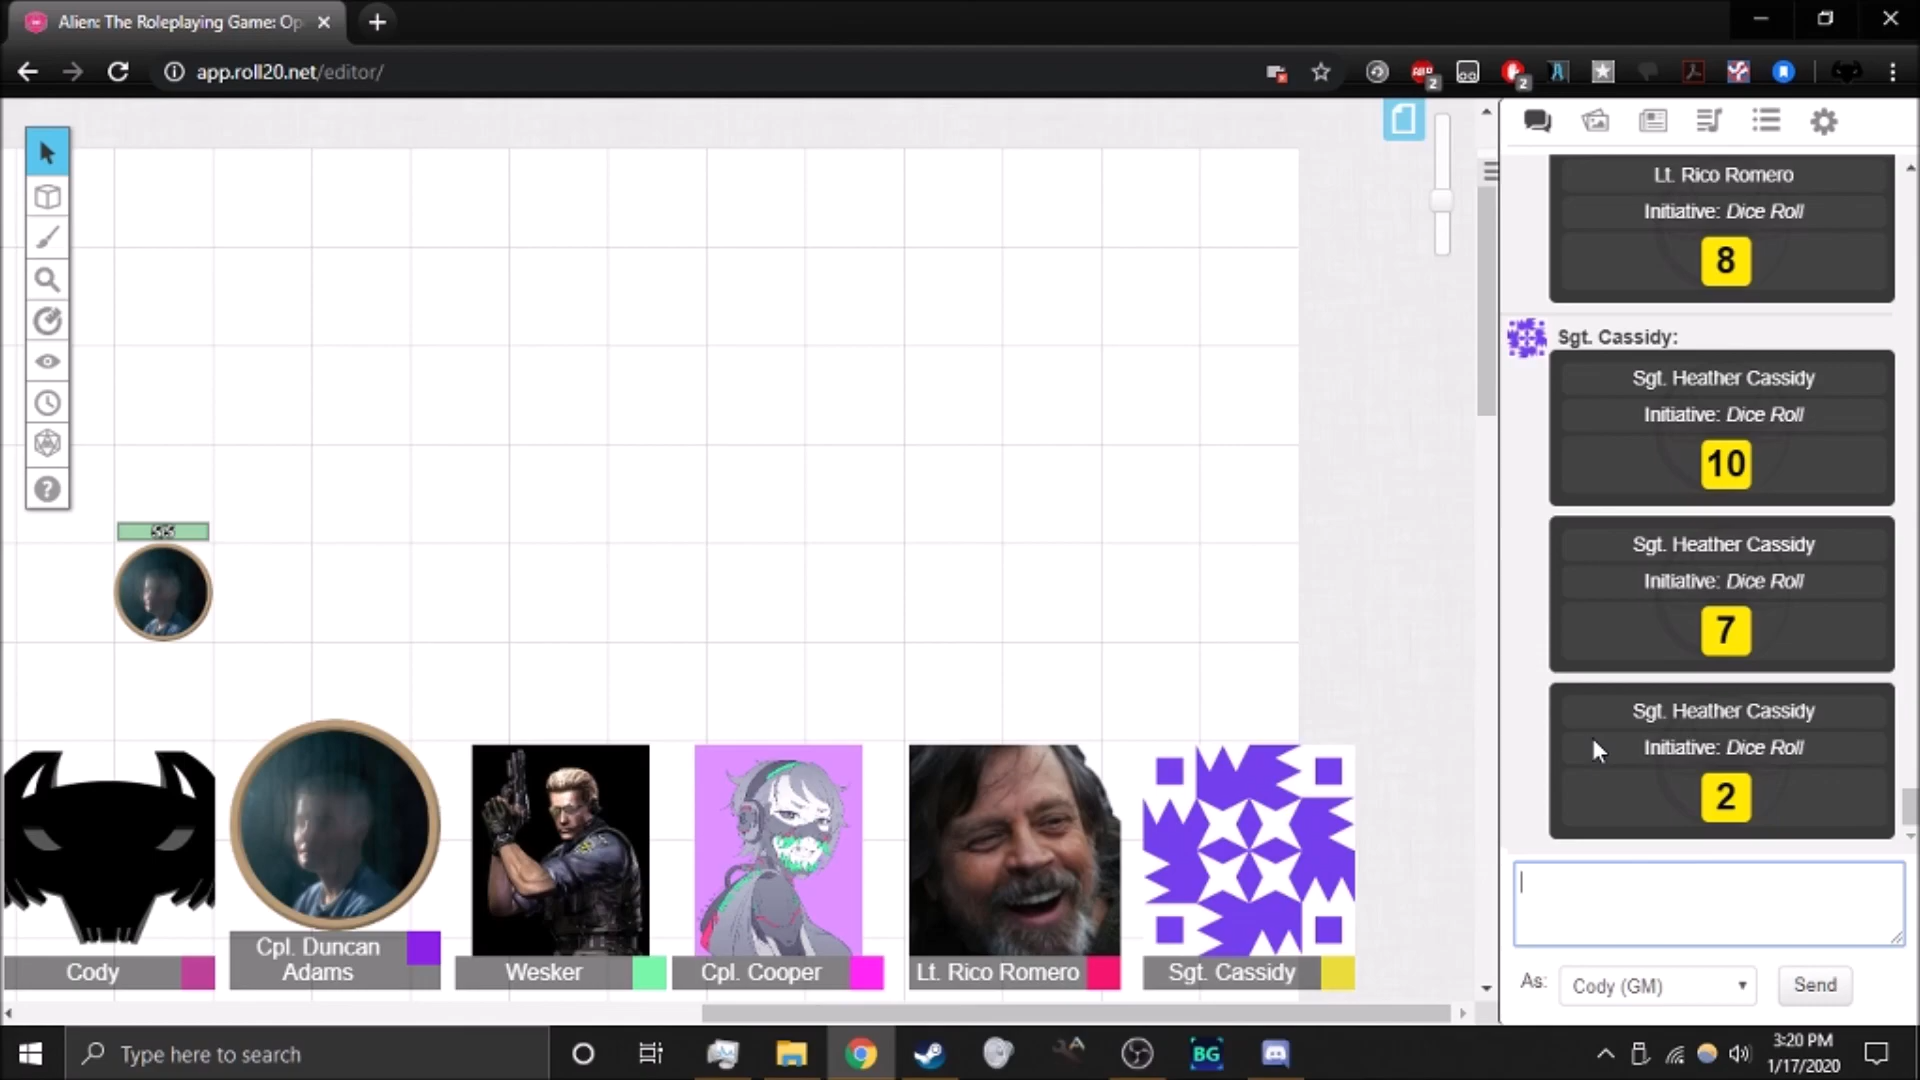 Alien: The Roleplaying Game: Op
app.roll20.net/editor/
2
2
Lt. Rico Romero
Initiative: Dice Roll
8
Sgt. Cassidy:
Sgt. Heather Cassidy
Initiative: Dice Roll
10
Sgt. Heather Cassidy
Initiative: Dice Roll
7
Sgt. Heather Cassidy
Initiative: Dice Roll
2
Cody
Cpl. Duncan
Adams
Wesker
Cpl. Cooper
Lt. Rico Romero
Sgt. Cassidy
As:
Cody (GM)
Send
Type here to search
BG
3:20 PM
1/17/2020